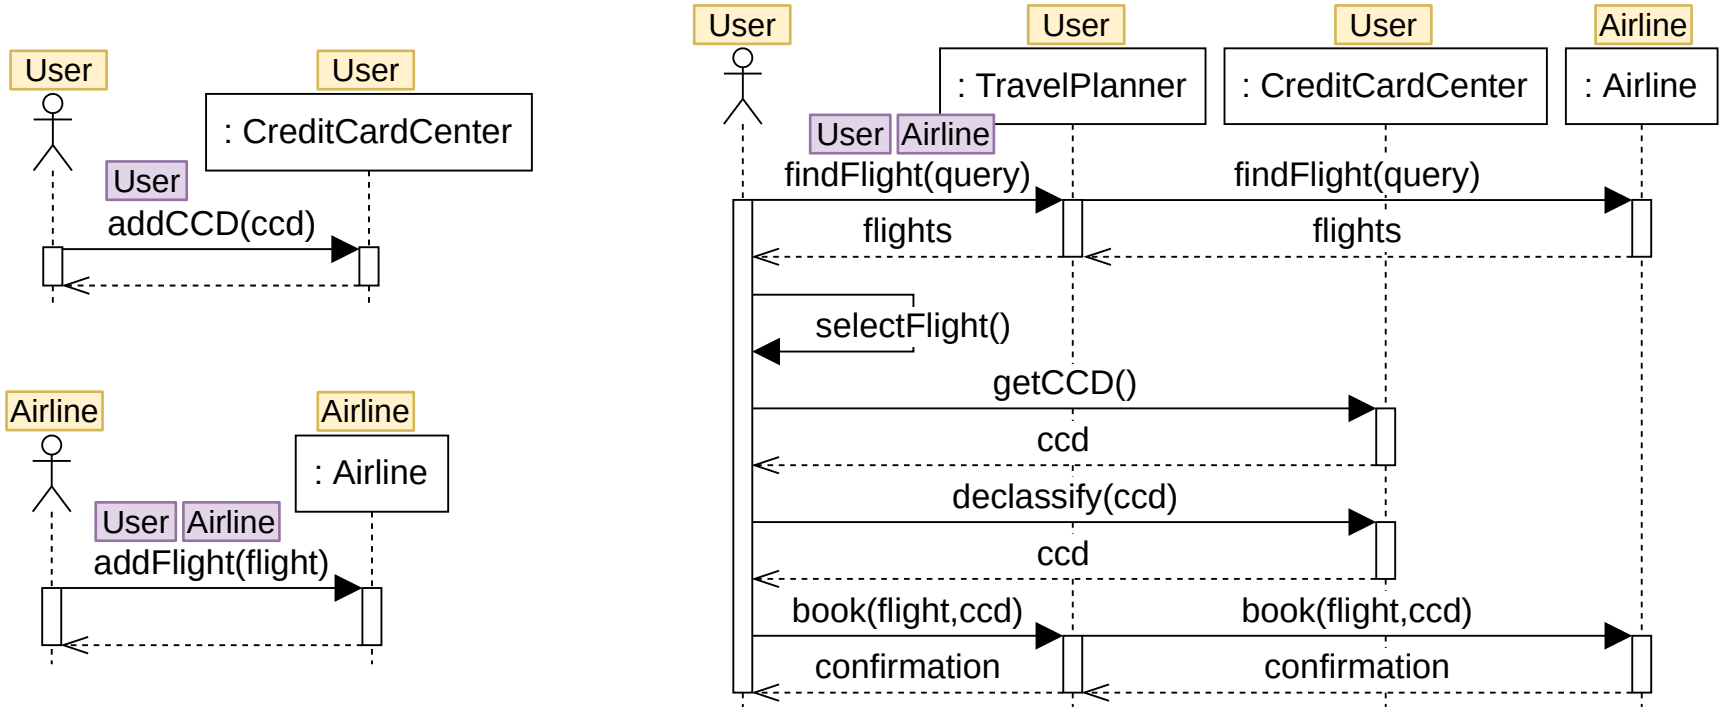 User
User
: CreditCardCenter
User
addCCD(ccd)
Airline
Airline
: Airline
User Airline
addFlight(flight)
User
User
User
Airline
: TravelPlanner
: CreditCardCenter
: Airline
User Airline
findFlight(query)
findFlight(query)
flights
flights
selectFlight()
getCCD()
ccd
declassify(ccd)
ccd
book(flight,ccd)
book(flight,ccd)
confirmation
confirmation